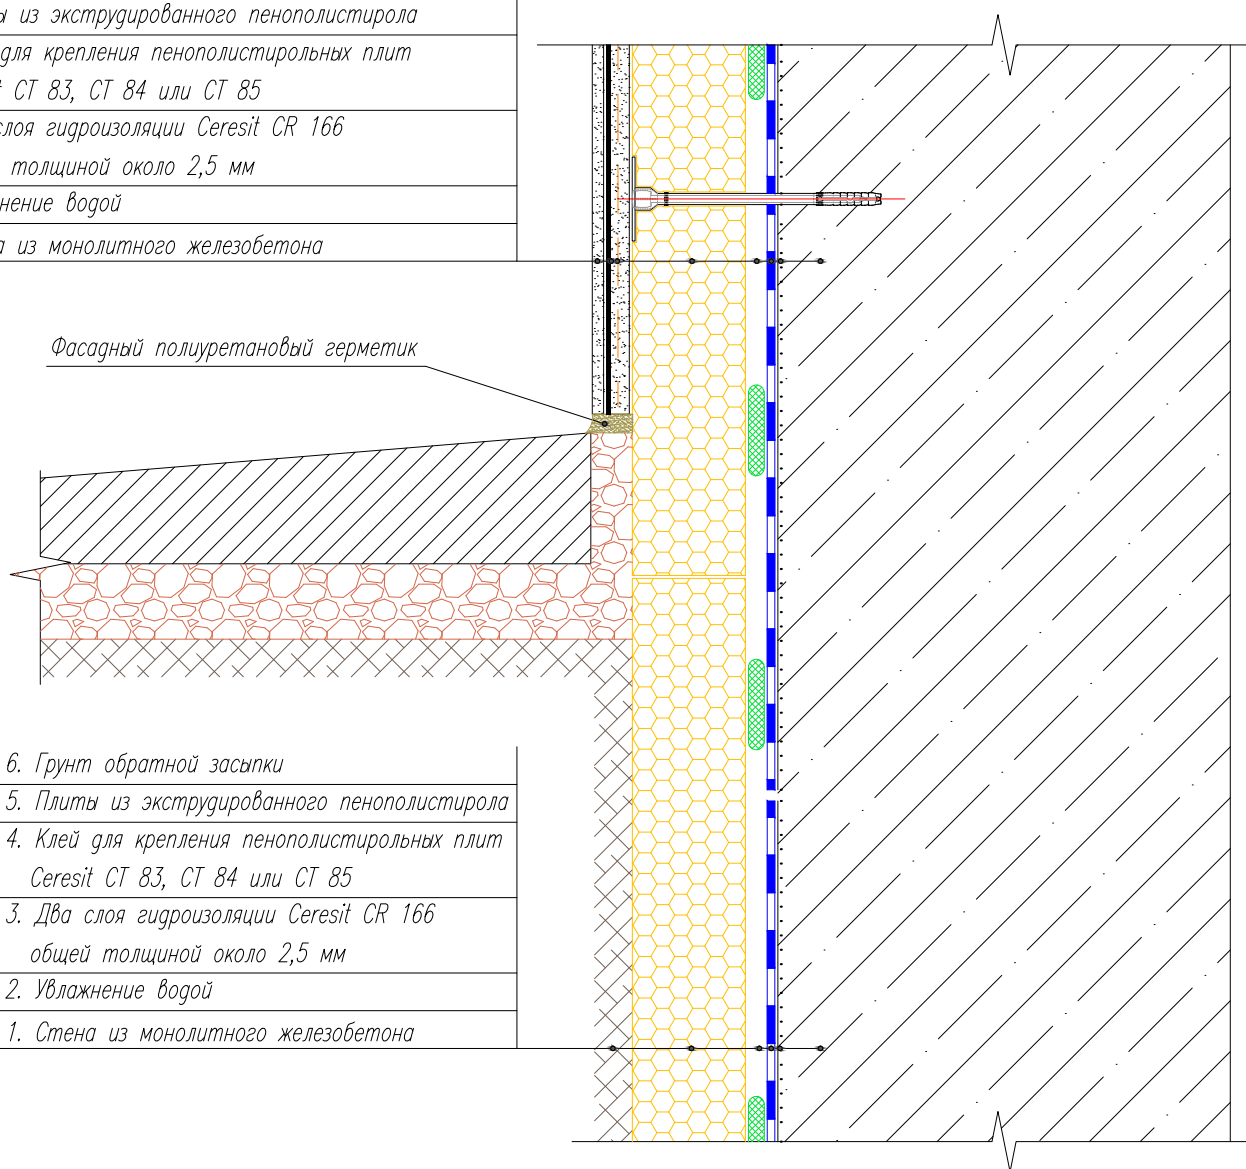 из экструдированного пенополистирола
для крепления пенополистирольных плит
CT 83, CT 84 или CT 85
слоя гидроизоляции Ceresit CR 166
толщиной около 2,5 мм
водой
из монолитного железобетона
Фасадный полиуретановый герметик
6. Грунт обратной засыпки
5. Плиты из экструдированного пенополистирола
4. Клей для крепления пенополистирольных плит
Ceresit CT 83, CT 84 или CT 85
3. Два слоя гидроизоляции Ceresit CR 166
общей толщиной около 2,5 мм
2. Увлажнение водой
1. Стена из монолитного железобетона